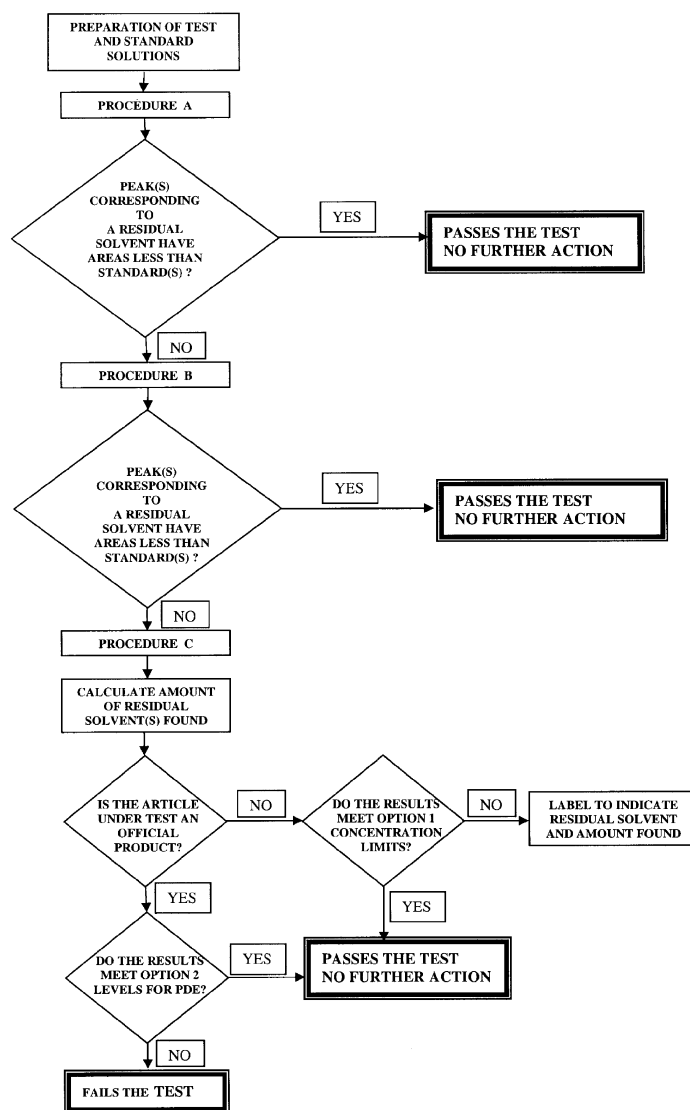 PREPARATION OF TEST
AND STANDARD
SOLUTIONS
PROCEDURE A
PEAK(S)
CORRESPONDING
TO
A RESIDUAL
SOLVENT HAVE
AREAS LESS THAN
STANDARD(S) ?
YES
PASSES THE TEST
NO FURTHER ACTION
NO
PROCEDURE B
PEAK(S)
CORRESPONDING
TO
A RESIDUAL
SOLVENT HAVE
AREAS LESS THAN
STANDARD(S) ?
YES
PASSES THE TEST
NO FURTHER ACTION
NO
PROCEDURE C
CALCULATE AMOUNT
OF RESIDUAL
SOLVENT(S) FOUND
IS THE ARTICLE
UNDER TEST AN
OFFICIAL
PRODUCT?
NO
DO THE RESULTS
MEET OPTION 1
CONCENTRATION
LIMITS?
NO
LABEL TO INDICATE
RESIDUAL SOLVENT
AND AMOUNT FOUND
YES
YES
DO THE RESULTS
MEET OPTION 2
LEVELS FOR PDE?
YES
PASSES THE TEST
NO FURTHER ACTION
NO
FAILS THE TEST